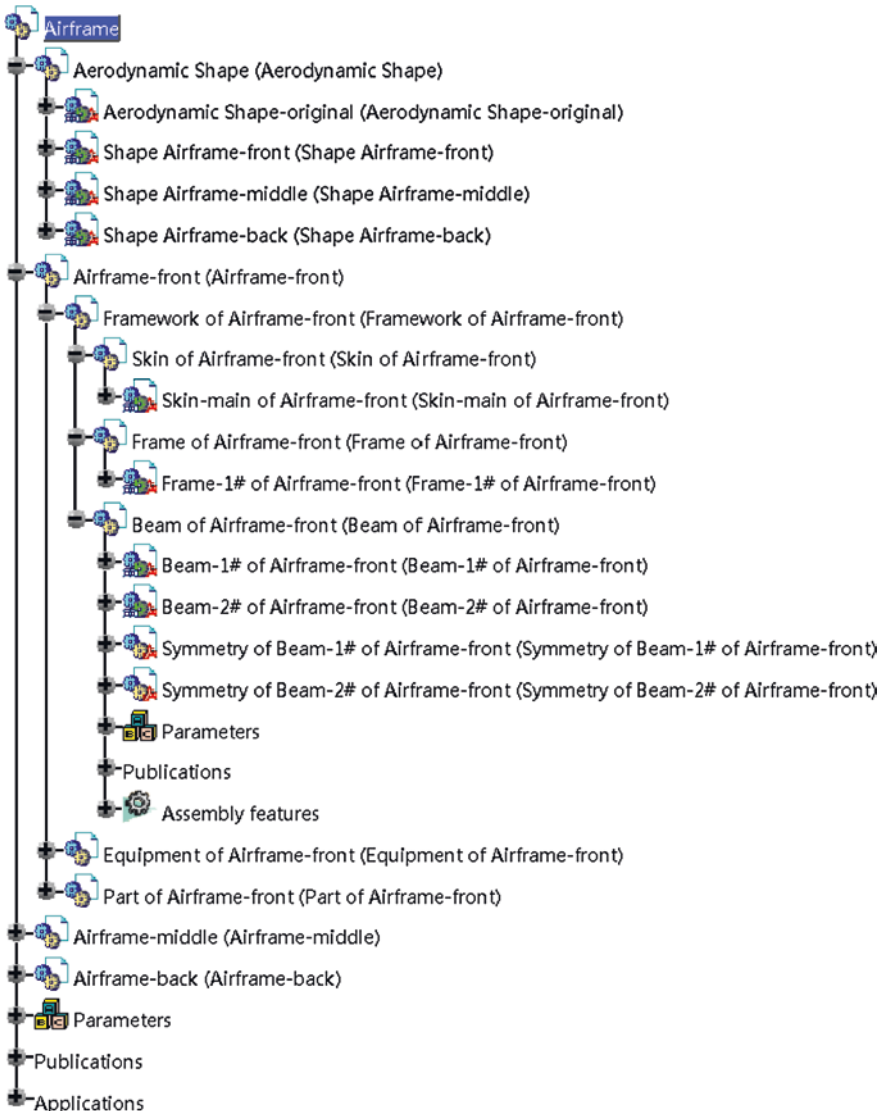 Airframe
Aerodynamic Shape (Aerodynamic Shape)
Aerodynamic Shape-original (Aerodynamic Shape-original)
Shape Airframe-front (Shape Airframe-front)
Shape Airframe-middle (Shape Airframe-middle)
Shape Airframe-back (Shape Airframe-back)
Airframe-front (Airframe-front)
Framework of Airframe-front (Framework of Airframe-front)
Skin of Airframe-front (Skin of Airframe-front)
Skin-main of Airframe-front (Skin-main of Airframe-front)
Frame of Airframe-front (Frame of Airframe-front)
Frame-1# of Airframe-front (Frame-1# of Airframe-front)
Beam of Airframe-front (Beam of Airframe-front)
Beam-1# of Airframe-front (Beam-1# of Airframe-front)
Beam-2# of Airframe-front (Beam-2# of Airframe-front)
Symmetry of Beam-1# of Airframe-front (Symmetry of Beam-1# of Airframe-front)
Symmetry of Beam-2# of Airframe-front (Symmetry of Beam-2# of Airframe-front)
Parameters
Publications
Assembly features
Equipment of Airframe-front (Equipment of Airframe-front)
Part of Airframe-front (Part of Airframe-front)
Airframe-middle (Airframe-middle)
Airframe-back (Airframe-back)
Parameters
Publications
Applications